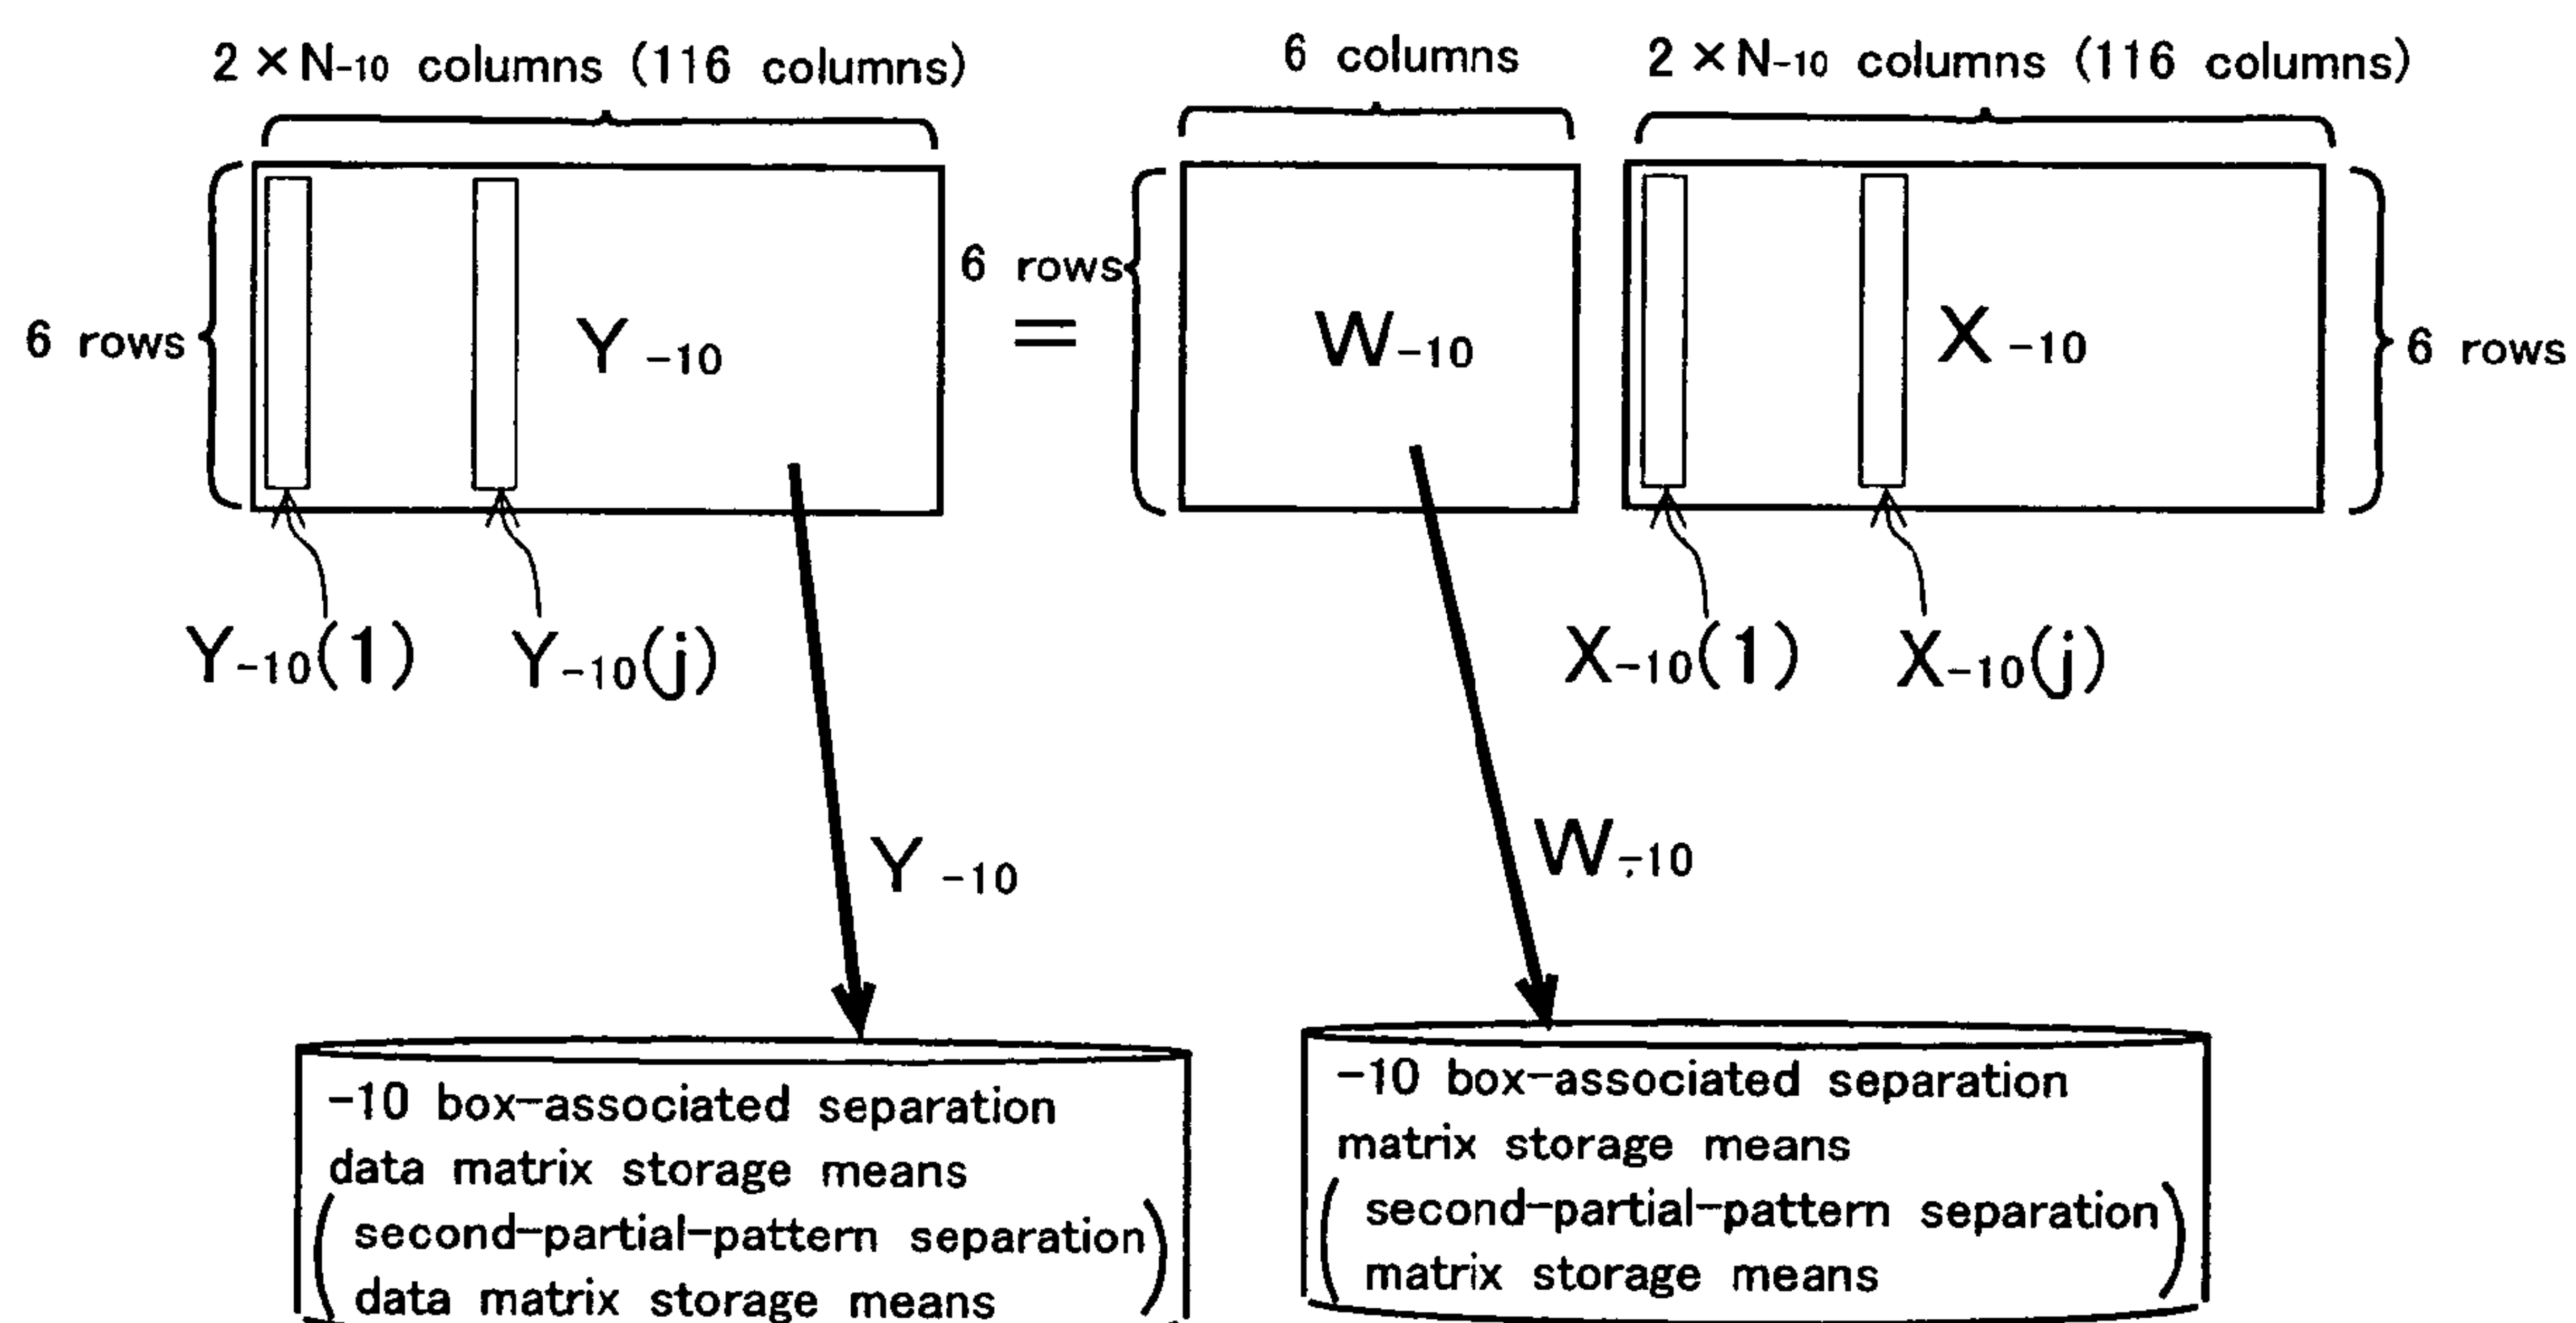 2 ×N-10 columns (116 columns)
6 columns
2 ×N-10 columns (116 columns)
6 rows
Y -10
=
6 rows
W-10
X -10
6 rows
Y-10(1)
Y-10(j)
X-10(1)
X-10(j)
Y -10
W-10
-10 box-associated separation
data matrix storage means
( second-partial-pattern separation
data matrix storage means )
-10 box-associated separation
matrix storage means
( second-partial-pattern separation
matrix storage means )